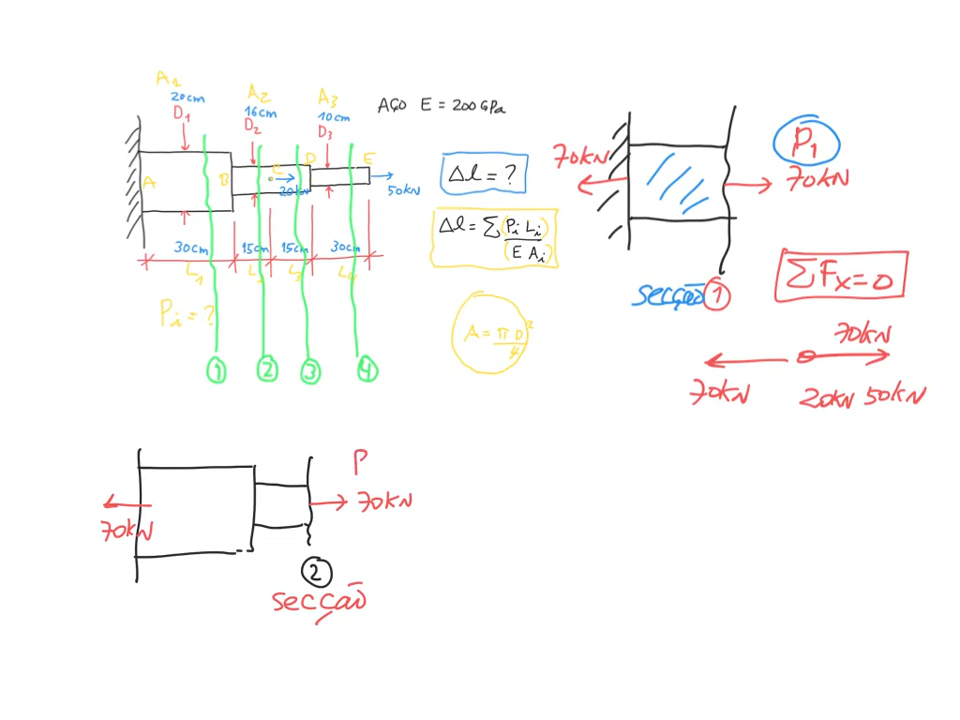 A1
20cm
D1
A2
16cm
D2
A3
10cm
D3
AÇO E = 200GPa
A
B
C
D
E
20kN
50kN
30cm
15cm
15cm
30cm
L1
L2
L3
L4
Pi = ?
1
2
3
4
Δl = ?
Δl = Σ (Pi Li) / (E Ai)
A = π D² / 4
70kN
P1
70kN
secção 1
ΣFx=0
70kN
70kN
20kN 50kN
P
70kN
70kN
2
secção